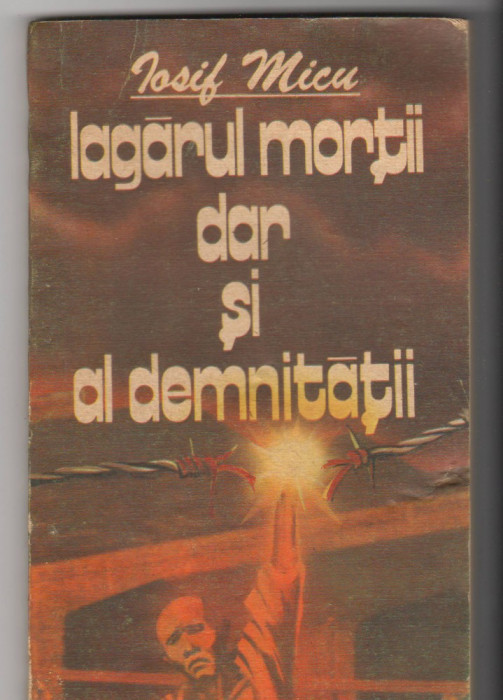 Iosif Micu
lagărul morții
dar
și
al demnității